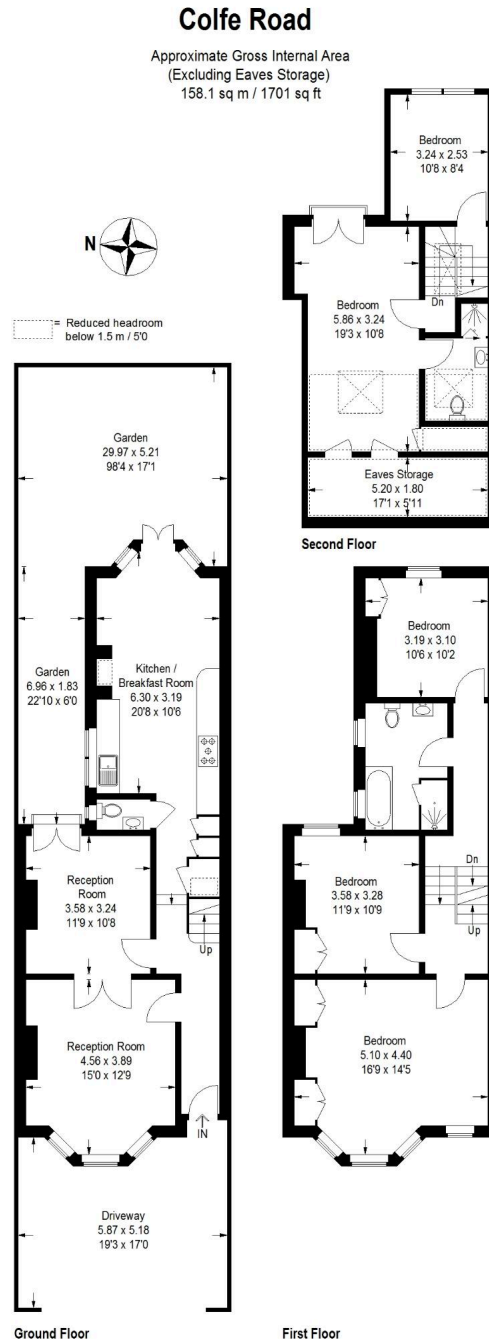 Colfe Road
Approximate Gross Internal Area
(Excluding Eaves Storage)
158.1 sq m / 1701 sq ft
N
= Reduced headroom
below 1.5 m / 5'0
Bedroom
3.24 x 2.53
10'8 x 8'4
Dn
Bedroom
5.86 x 3.24
19'3 x 10'8
Eaves Storage
5.20 x 1.80
17'1 x 5'11
Second Floor
Garden
29.97 x 5.21
98'4 x 17'1
Garden
6.96 x 1.83
22'10 x 6'0
Kitchen /
Breakfast Room
6.30 x 3.19
20'8 x 10'6
Reception
Room
3.58 x 3.24
11'9 x 10'8
Up
Reception Room
4.56 x 3.89
15'0 x 12'9
IN
Driveway
5.87 x 5.18
19'3 x 17'0
Ground Floor
Bedroom
3.19 x 3.10
10'6 x 10'2
Bedroom
3.58 x 3.28
11'9 x 10'9
Dn
Up
Bedroom
5.10 x 4.40
16'9 x 14'5
First Floor